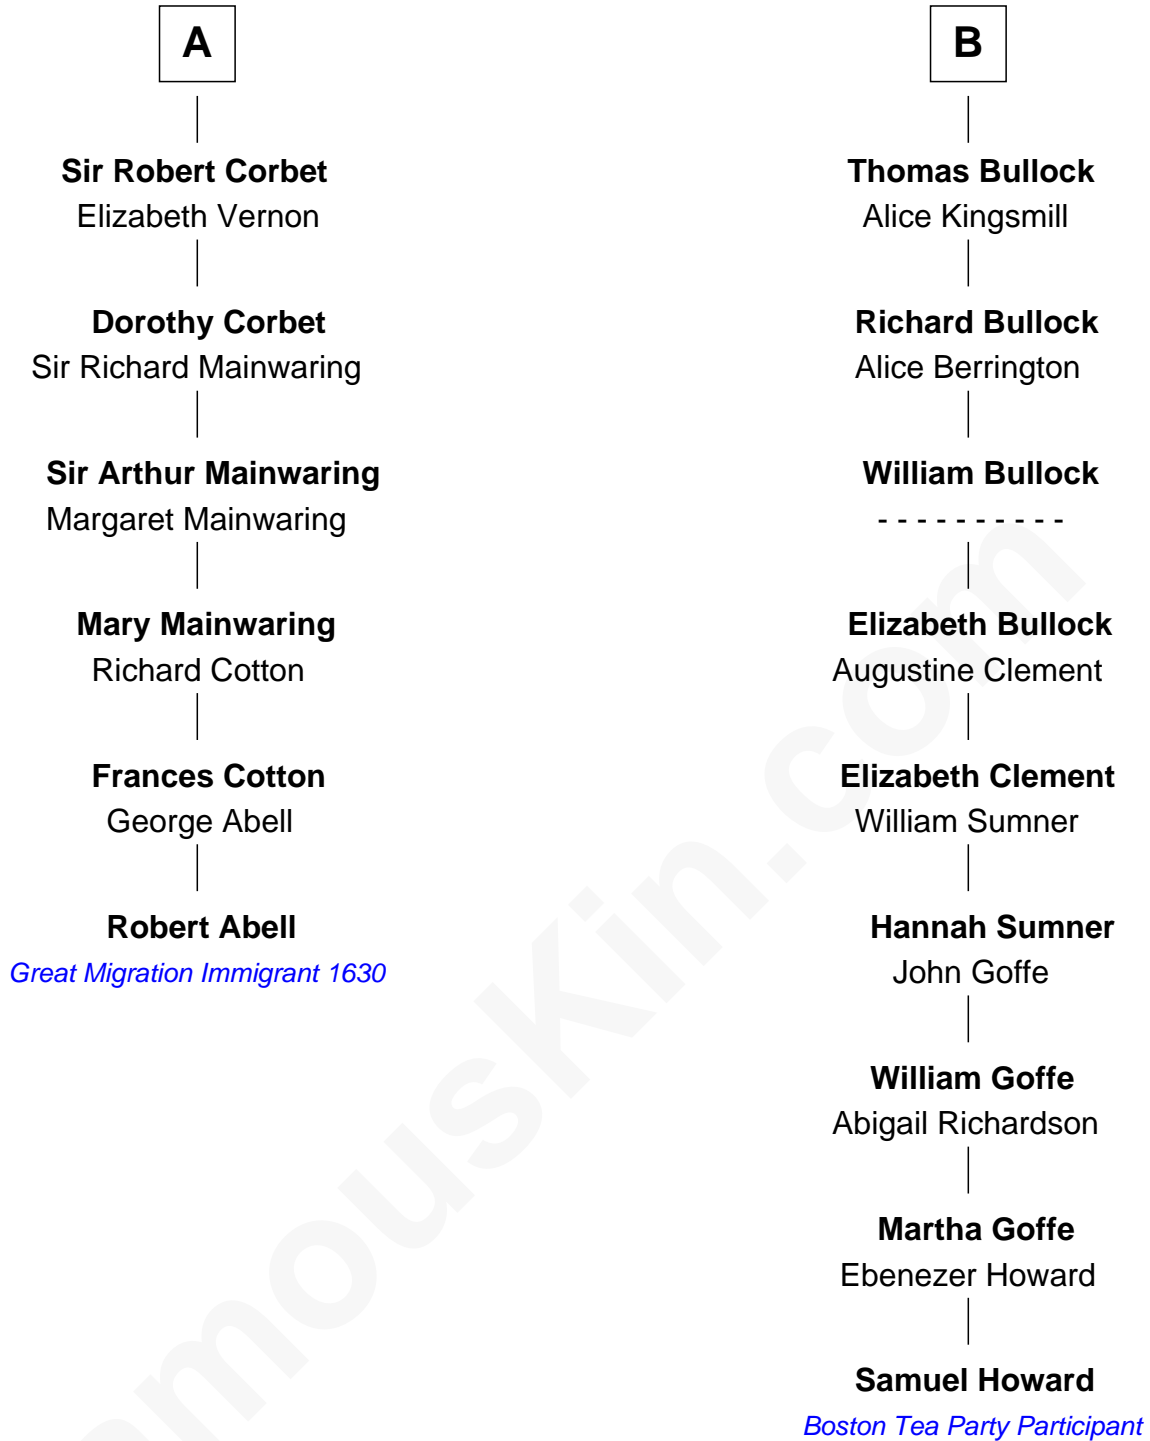 A
Sir Robert Corbet
Elizabeth Vernon
Dorothy Corbet
Sir Richard Mainwaring
Sir Arthur Mainwaring
Margaret Mainwaring
Mary Mainwaring
Richard Cotton
Frances Cotton
George Abell
Robert Abell
Great Migration Immigrant 1630
B
Thomas Bullock
Alice Kingsmill
Richard Bullock
Alice Berrington
William Bullock
- - - - - - - - - -
Elizabeth Bullock
Augustine Clement
Elizabeth Clement
William Sumner
Hannah Sumner
John Goffe
William Goffe
Abigail Richardson
Martha Goffe
Ebenezer Howard
Samuel Howard
Boston Tea Party Participant
amouskin.com